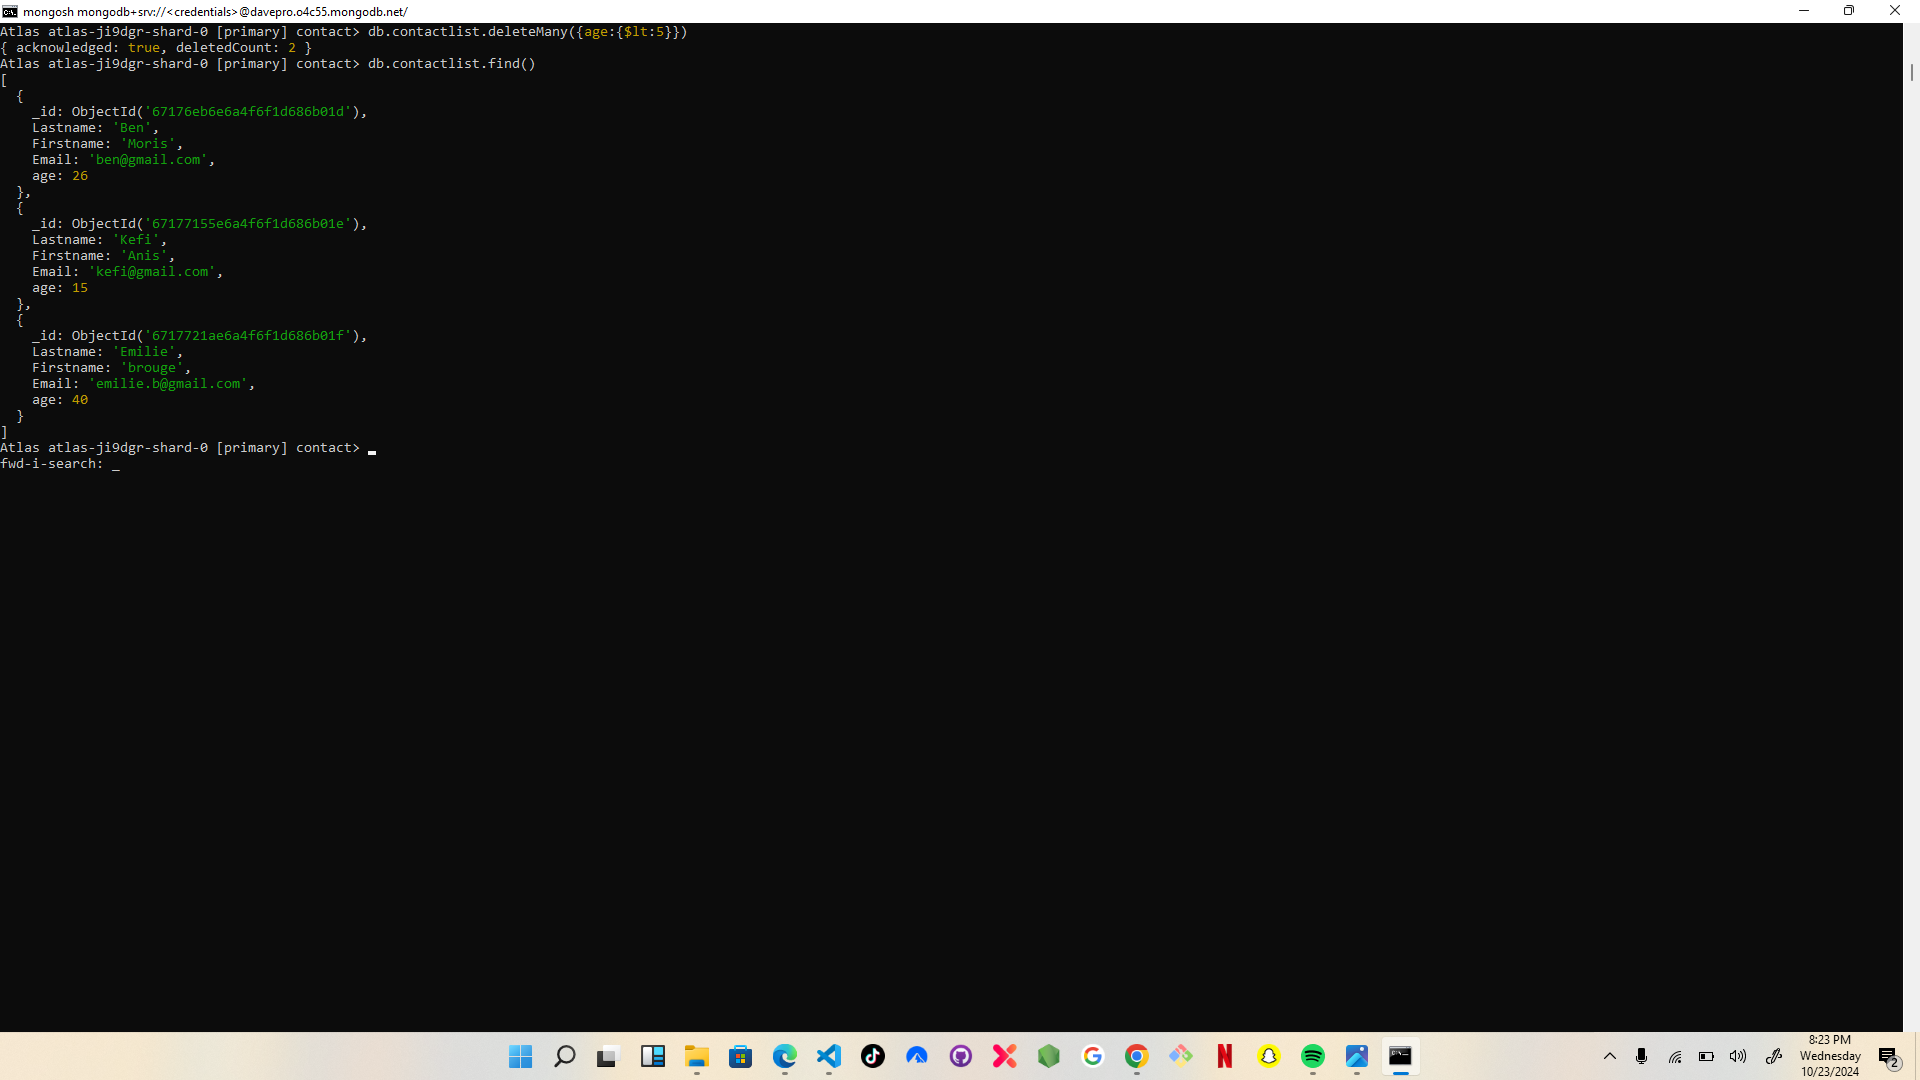 mongosh mongodb+srv://<credentials>@davepro.o4c55.mongodb.net/
Atlas atlas-ji9dgr-shard-0 [primary] contact> db.contactlist.deleteMany({age:{$lt:5}})
{ acknowledged: true, deletedCount: 2 }
Atlas atlas-ji9dgr-shard-0 [primary] contact> db.contactlist.find()
[
  {
    _id: ObjectId('67176eb6e6a4f6f1d686b01d'),
    Lastname: 'Ben',
    Firstname: 'Moris',
    Email: 'ben@gmail.com',
    age: 26
  },
  {
    _id: ObjectId('67177155e6a4f6f1d686b01e'),
    Lastname: 'Kefi',
    Firstname: 'Anis',
    Email: 'kefi@gmail.com',
    age: 15
  },
  {
    _id: ObjectId('6717721ae6a4f6f1d686b01f'),
    Lastname: 'Emilie',
    Firstname: 'brouge',
    Email: 'emilie.b@gmail.com',
    age: 40
  }
]
Atlas atlas-ji9dgr-shard-0 [primary] contact>
fwd-i-search: _
8:23 PM
Wednesday
10/23/2024
2